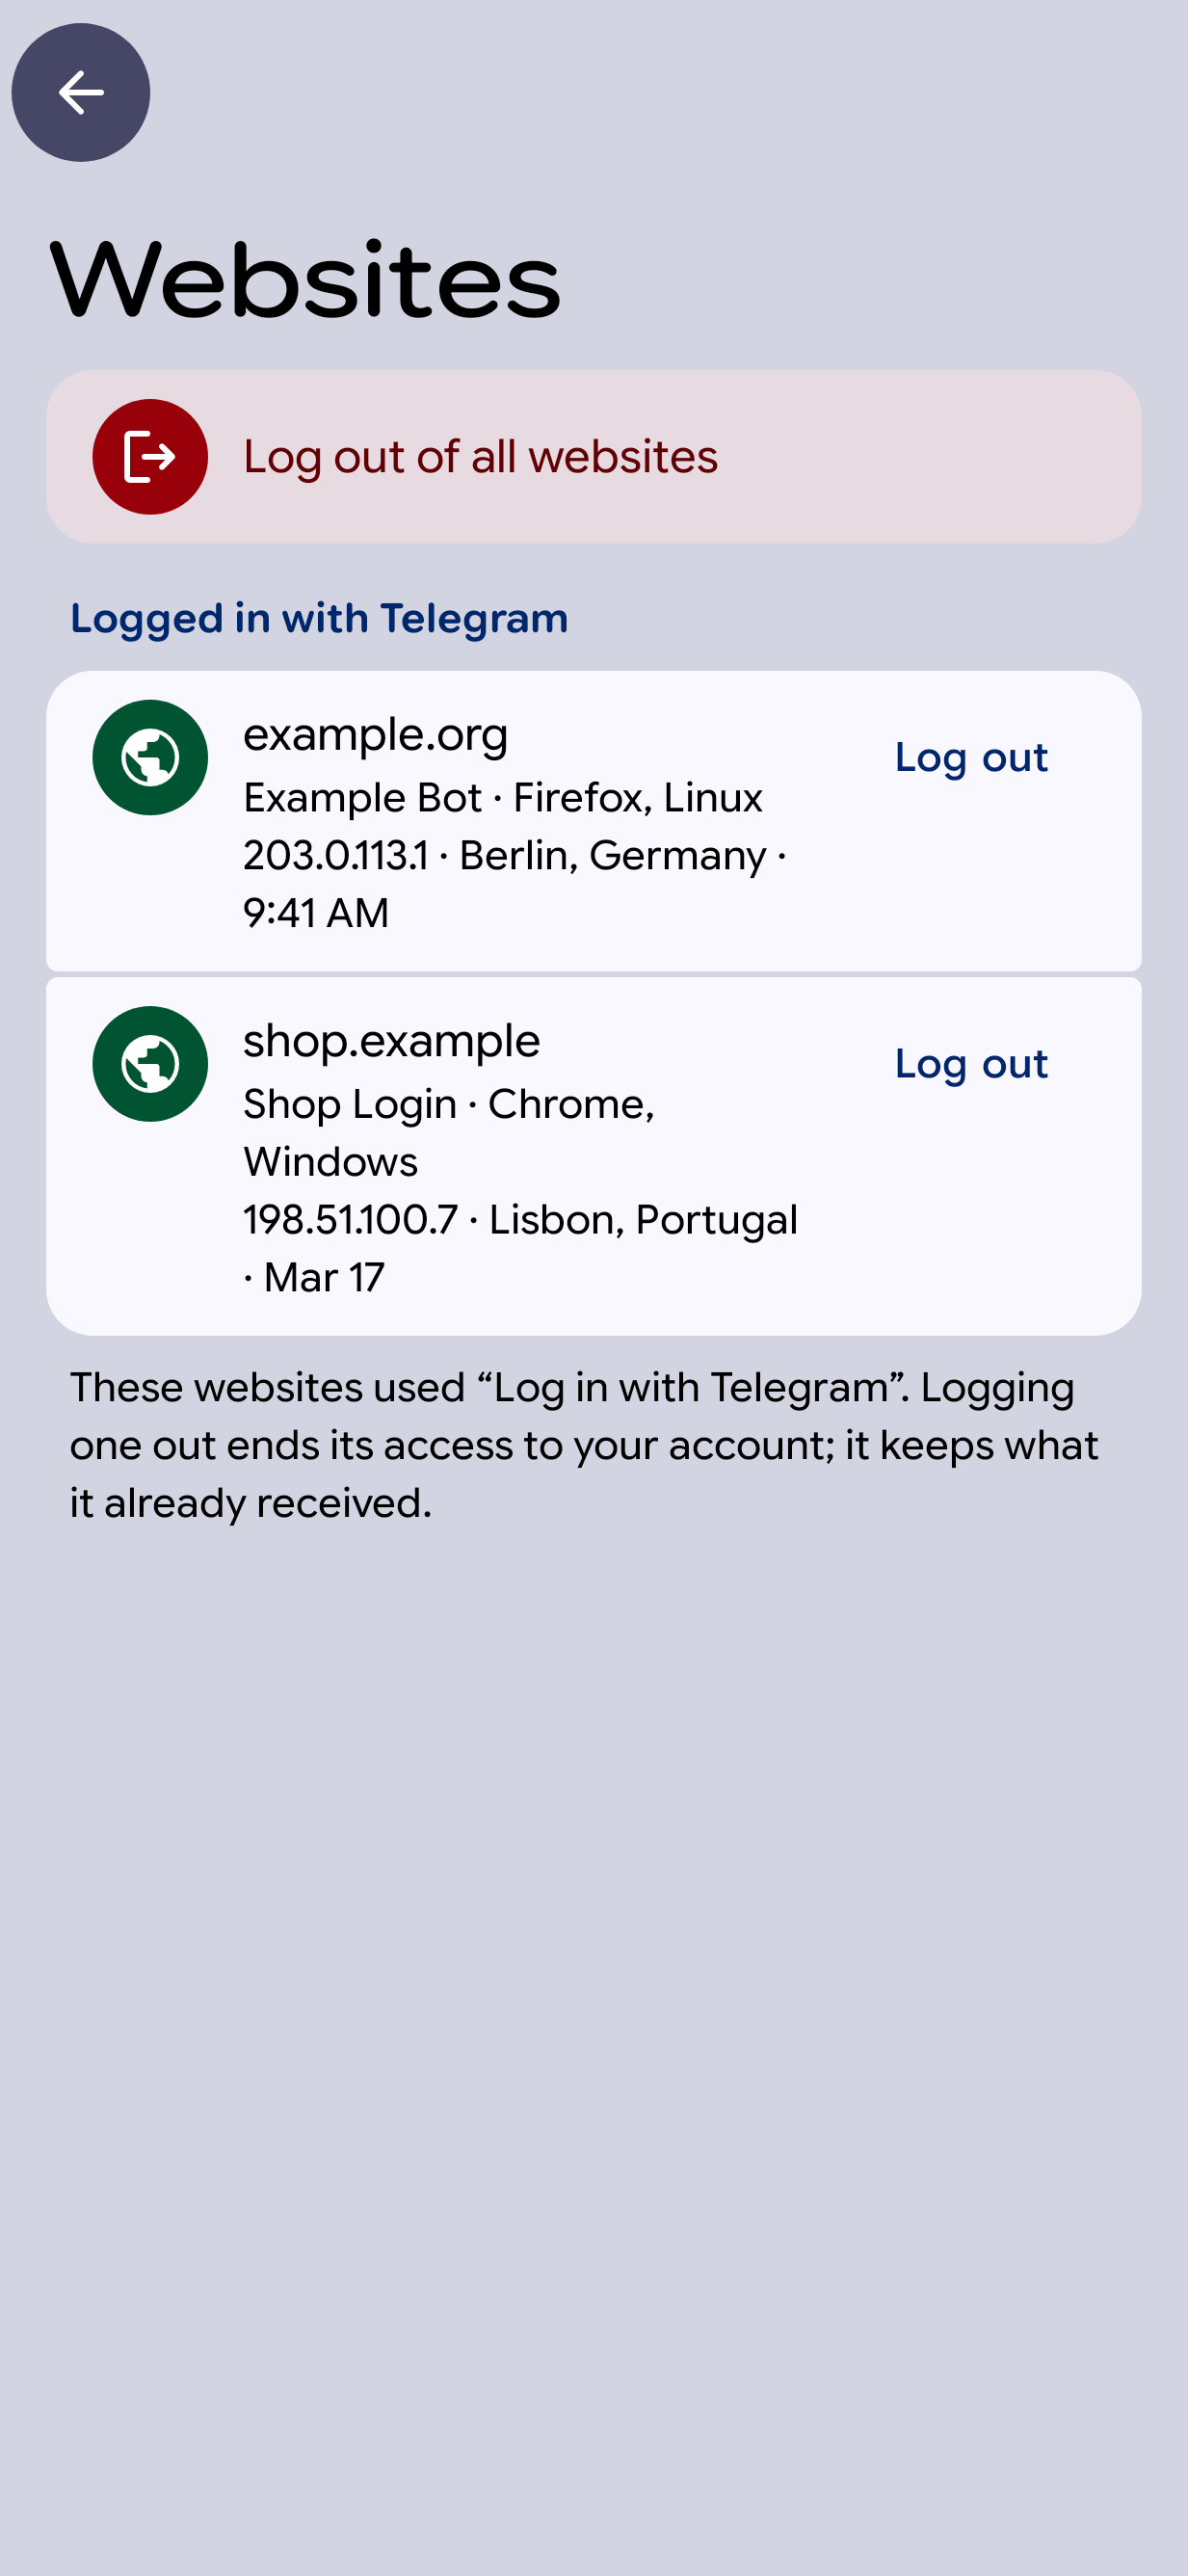 Websites
Log out of all websites
Logged in with Telegram
example.org
Log out
Example Bot · Firefox, Linux
203.0.113.1 · Berlin, Germany ·
9:41 AM
shop.example
Log out
Shop Login · Chrome,
Windows
198.51.100.7 · Lisbon, Portugal
· Mar 17
These websites used “Log in with Telegram”. Logging
one out ends its access to your account; it keeps what
it already received.